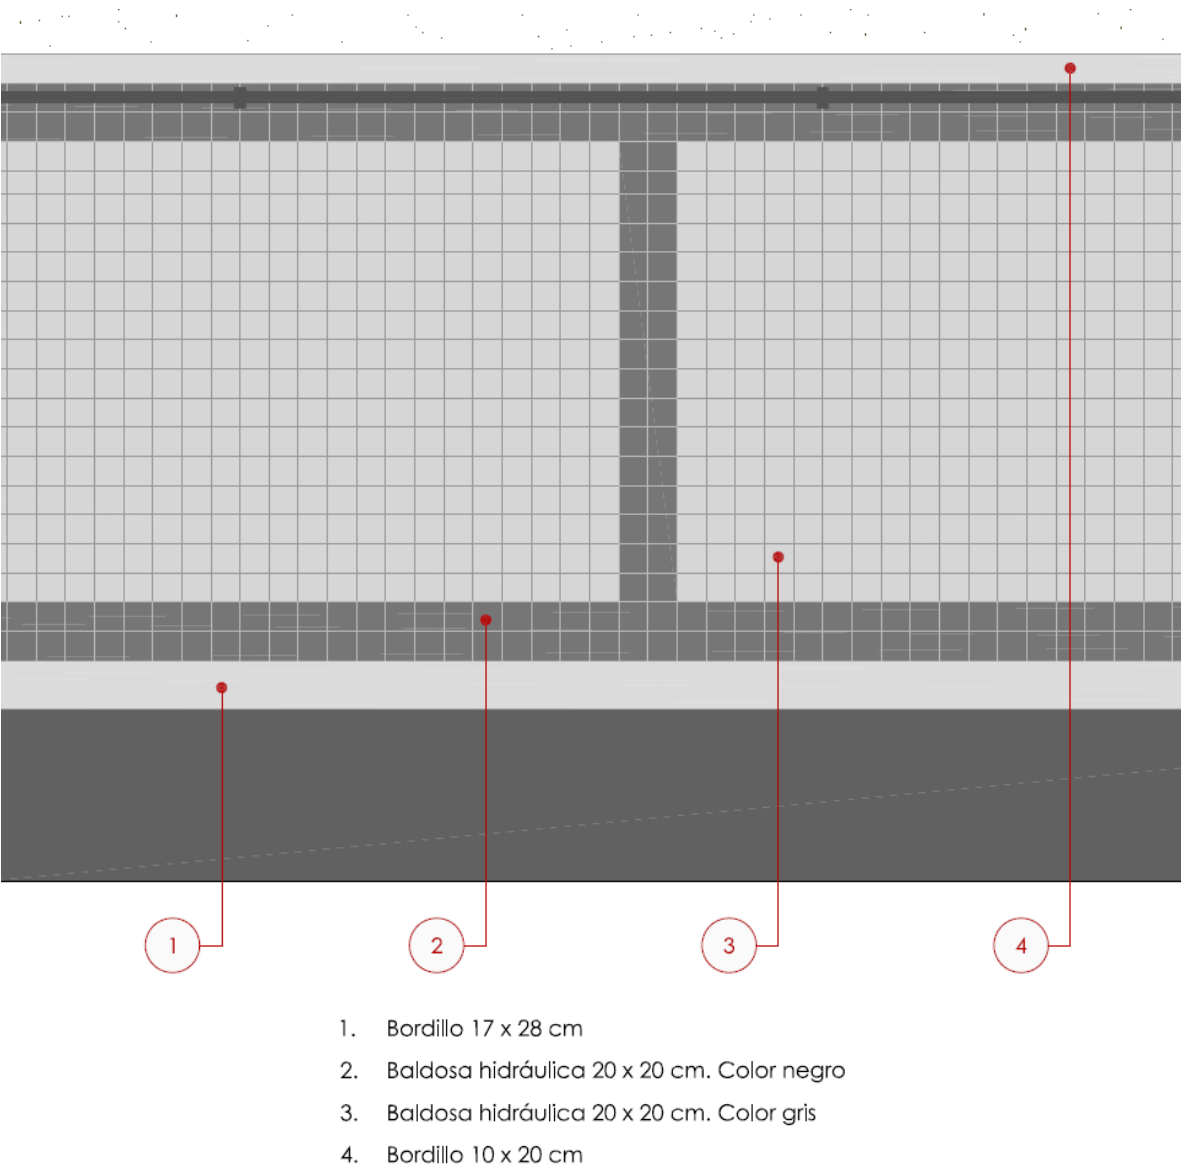 1 2 3 4
1. Bordillo 17 x 28 cm
2. Baldosa hidráulica 20 x 20 cm. Color negro
3. Baldosa hidráulica 20 x 20 cm. Color gris
4. Bordillo 10 x 20 cm